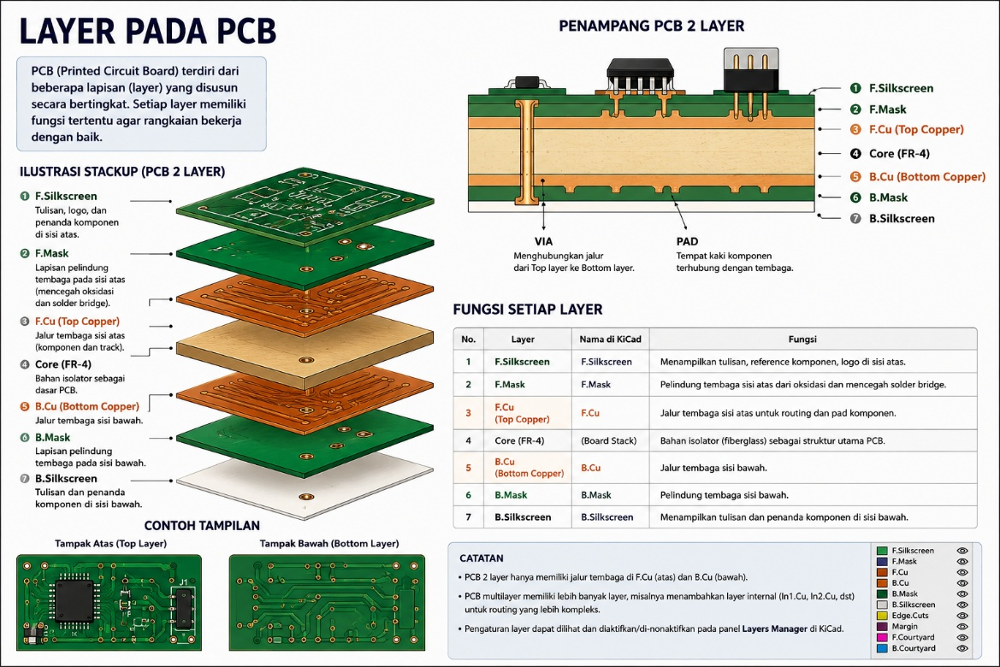 LAYER PADA PCB
PCB (Printed Circuit Board) terdiri dari
beberapa lapisan (layer) yang disusun
secara bertingkat. Setiap layer memiliki
fungsi tertentu agar rangkaian bekerja
dengan baik.
ILUSTRASI STACKUP (PCB 2 LAYER)
1 F.Silkscreen
Tulisan, logo, dan
penanda komponen
di sisi atas.
2 F.Mask
Lapisan pelindung
tembaga pada sisi atas
(mencegah oksidasi
dan solder bridge).
3 F.Cu (Top Copper)
Jalur tembaga sisi atas
(komponen dan track).
4 Core (FR-4)
Bahan isolator sebagai
dasar PCB.
5 B.Cu (Bottom Copper)
Jalur tembaga sisi bawah.
6 B.Mask
Lapisan pelindung
tembaga pada sisi bawah.
7 B.Silkscreen
Tulisan dan penanda
komponen di sisi bawah.
CONTOH TAMPILAN
Tampak Atas (Top Layer)
J1
Tampak Bawah (Bottom Layer)
PENAMPANG PCB 2 LAYER
1 F.Silkscreen
2 F.Mask
3 F.Cu (Top Copper)
4 Core (FR-4)
5 B.Cu (Bottom Copper)
6 B.Mask
7 B.Silkscreen
VIA
Menghubungkan jalur
dari Top layer ke Bottom layer.
PAD
Tempat kaki komponen
terhubung dengan tembaga.
FUNGSI SETIAP LAYER
No. Layer Nama di KiCad Fungsi
1 F.Silkscreen F.Silkscreen Menampilkan tulisan, reference komponen, logo di sisi atas.
2 F.Mask F.Mask Pelindung tembaga sisi atas dari oksidasi dan mencegah solder bridge.
3 F.Cu (Top Copper) F.Cu Jalur tembaga sisi atas untuk routing dan pad komponen.
4 Core (FR-4) (Board Stack) Bahan isolator (fiberglass) sebagai struktur utama PCB.
5 B.Cu (Bottom Copper) B.Cu Jalur tembaga sisi bawah.
6 B.Mask B.Mask Pelindung tembaga sisi bawah.
7 B.Silkscreen B.Silkscreen Menampilkan tulisan dan penanda komponen di sisi bawah.
CATATAN
• PCB 2 layer hanya memiliki jalur tembaga di F.Cu (atas) dan B.Cu (bawah).
• PCB multilayer memiliki lebih banyak layer, misalnya menambahkan layer internal (In1.Cu, In2.Cu, dst)
untuk routing yang lebih kompleks.
• Pengaturan layer dapat dilihat dan diaktifkan/di-nonaktifkan pada panel Layers Manager di KiCad.
F.Silkscreen
F.Mask
F.Cu
B.Cu
B.Mask
B.Silkscreen
Edge.Cuts
Margin
F.Courtyard
B.Courtyard